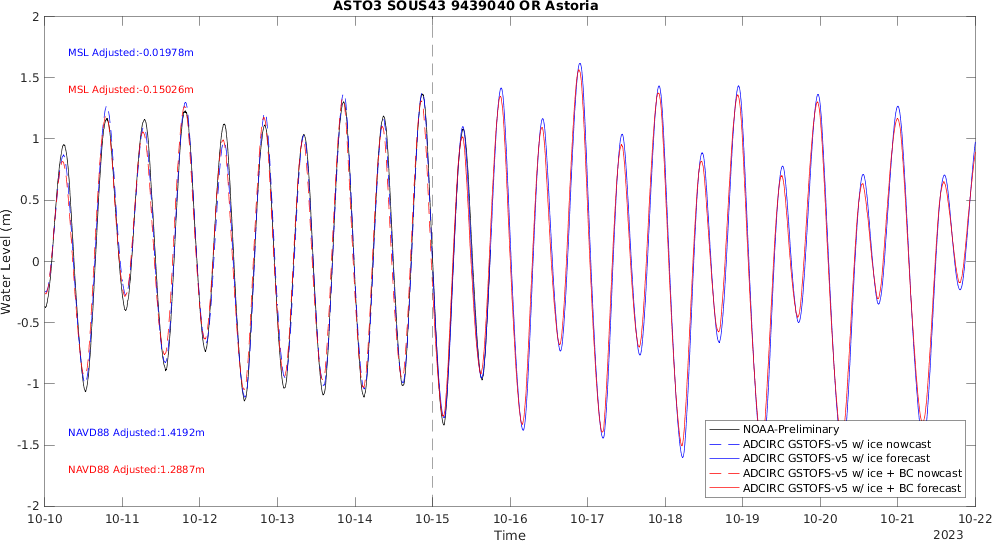 ASTO3 SOUS43 9439040 OR Astoria
2
1.5
1
0.5
0
-0.5
-1
-1.5
-2
Water Level (m)
MSL Adjusted:-0.01978m
MSL Adjusted:-0.15026m
NAVD88 Adjusted:1.4192m
NAVD88 Adjusted:1.2887m
NOAA-Preliminary
ADCIRC GSTOFS-v5 w/ ice nowcast
ADCIRC GSTOFS-v5 w/ ice forecast
ADCIRC GSTOFS-v5 w/ ice + BC nowcast
ADCIRC GSTOFS-v5 w/ ice + BC forecast
10-10 10-11 10-12 10-13 10-14 10-15 10-16 10-17 10-18 10-19 10-20 10-21 10-22
Time
2023